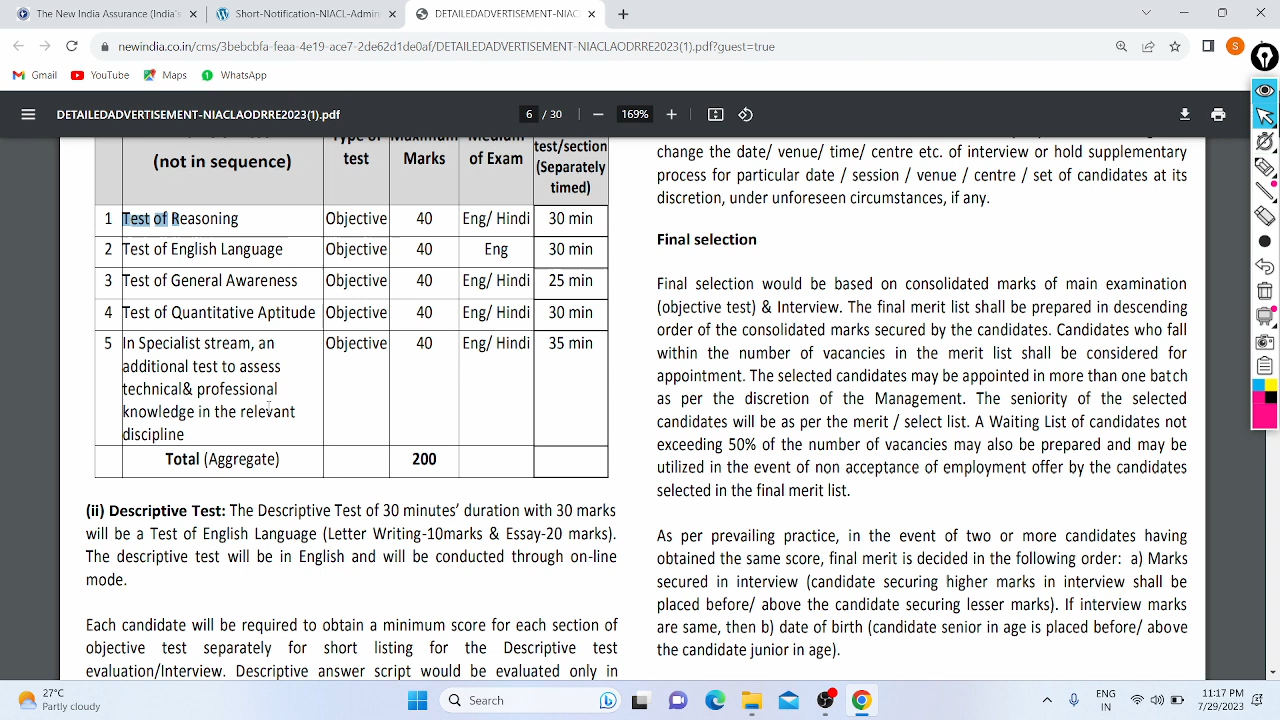 The New India Assurance (India's
Short-Notification-NIACL-Admin
DETAILEDADVERTISEMENT-NIAC
newindia.co.in/cms/3bebcbfa-feaa-4e19-ace7-2de62d1de0af/DETAILEDADVERTISEMENT-NIACLAODRRE2023(1).pdf?guest=true
S
Gmail
YouTube
Maps
WhatsApp
DETAILEDADVERTISEMENT-NIACLAODRRE2023(1).pdf
6 / 30
169%
(not in sequence)
Type of
test
Maximum
Marks
Medium
of Exam
test/section
(Separately
timed)
1 Test of Reasoning Objective 40 Eng/ Hindi 30 min
2 Test of English Language Objective 40 Eng 30 min
3 Test of General Awareness Objective 40 Eng/ Hindi 25 min
4 Test of Quantitative Aptitude Objective 40 Eng/ Hindi 30 min
5 In Specialist stream, an Objective 40 Eng/ Hindi 35 min
additional test to assess
technical& professional
knowledge in the relevant
discipline
Total (Aggregate) 200
(ii) Descriptive Test: The Descriptive Test of 30 minutes’ duration with 30 marks
will be a Test of English Language (Letter Writing-10marks & Essay-20 marks).
The descriptive test will be in English and will be conducted through on-line
mode.
Each candidate will be required to obtain a minimum score for each section of
objective test separately for short listing for the Descriptive test
evaluation/Interview. Descriptive answer script would be evaluated only in
change the date/ venue/ time/ centre etc. of interview or hold supplementary
process for particular date / session / venue / centre / set of candidates at its
discretion, under unforeseen circumstances, if any.
Final selection
Final selection would be based on consolidated marks of main examination
(objective test) & Interview. The final merit list shall be prepared in descending
order of the consolidated marks secured by the candidates. Candidates who fall
within the number of vacancies in the merit list shall be considered for
appointment. The selected candidates may be appointed in more than one batch
as per the discretion of the Management. The seniority of the selected
candidates will be as per the merit / select list. A Waiting List of candidates not
exceeding 50% of the number of vacancies may also be prepared and may be
utilized in the event of non acceptance of employment offer by the candidates
selected in the final merit list.
As per prevailing practice, in the event of two or more candidates having
obtained the same score, final merit is decided in the following order: a) Marks
secured in interview (candidate securing higher marks in interview shall be
placed before/ above the candidate securing lesser marks). If interview marks
are same, then b) date of birth (candidate senior in age is placed before/ above
the candidate junior in age).
27°C
Partly cloudy
Search
ENG
IN
11:17 PM
7/29/2023